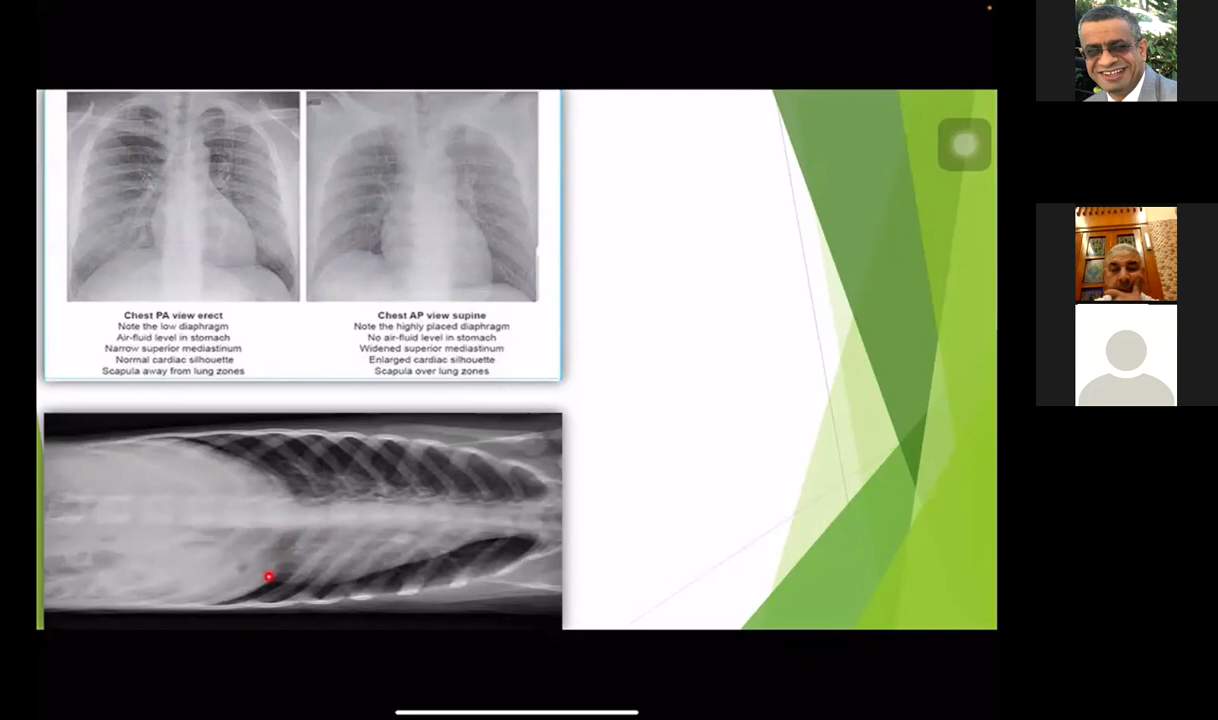 Chest PA view erect
Note the low diaphragm
Air-fluid level in stomach
Narrow superior mediastinum
Normal cardiac silhouette
Scapula away from lung zones
Chest AP view supine
Note the highly placed diaphragm
No air-fluid level in stomach
Widened superior mediastinum
Enlarged cardiac silhouette
Scapula over lung zones